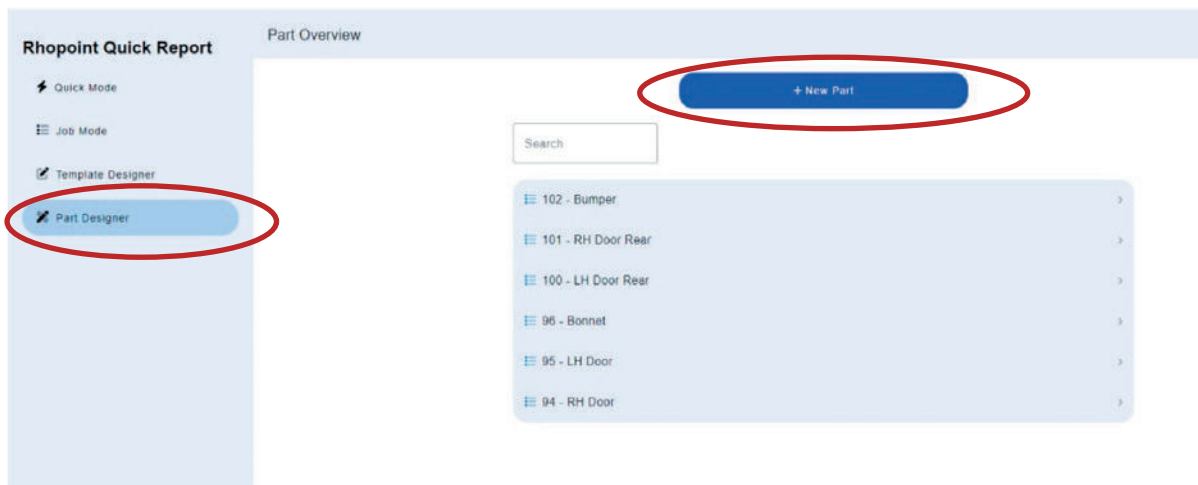 Rhopoint Quick Report
Quick Mode
Job Mode
Template Designer
Part Designer
Part Overview
+ New Part
Search
102 - Bumper
101 - RH Door Rear
100 - LH Door Rear
96 - Bonnet
95 - LH Door
94 - RH Door